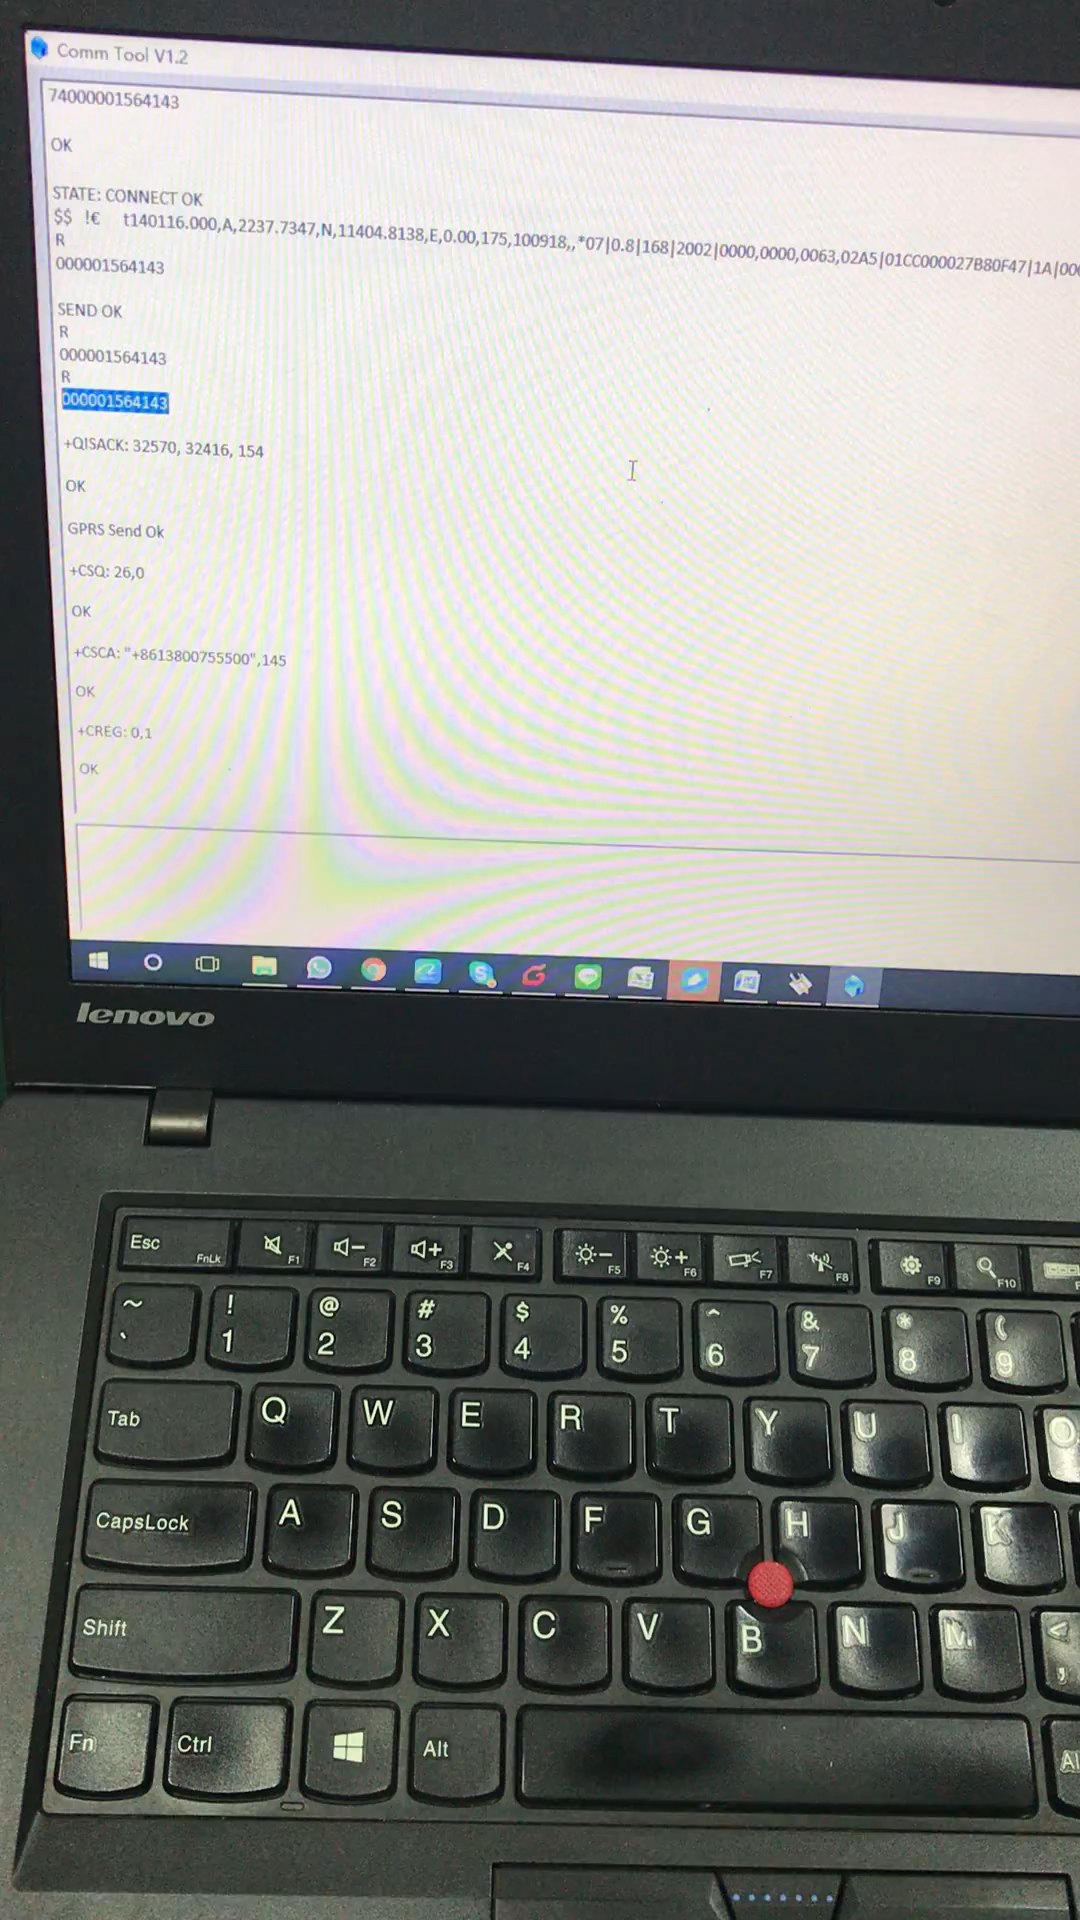 Comm Tool V1.2
74000001564143
OK
STATE: CONNECT OK
$$ !€ t140116.000,A,2237.7347,N,11404.8138,E,0.00,175,100918,,*07|0.8|168|2002|0000,0000,0063,02A5|01CC000027B80F47|1A|00
R
000001564143
SEND OK
R
000001564143
R
000001564143
+QISACK: 32570, 32416, 154
OK
GPRS Send Ok
+CSQ: 26,0
OK
+CSCA: "+8613800755500",145
OK
+CREG: 0,1
OK
lenovo
Esc FnLk F1 F2 F3 F4 F5 F6 F7 F8 F9 F10
~ ! @ # $ % ^ & * (
` 1 2 3 4 5 6 7 8 9
Tab Q W E R T Y U I O
CapsLock A S D F G H J K
Shift Z X C V B N M < ,
Fn Ctrl Alt